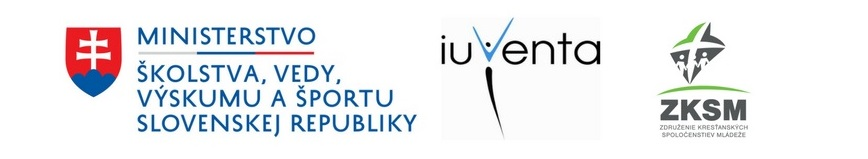 MINISTERSTVO
ŠKOLSTVA, VEDY,
VÝSKUMU A ŠPORTU
SLOVENSKEJ REPUBLIKY
iuventa
ZKSM
ZDRUŽENIE KRESŤANSKÝCH
SPOLOČENSTIEV MLÁDEŽE